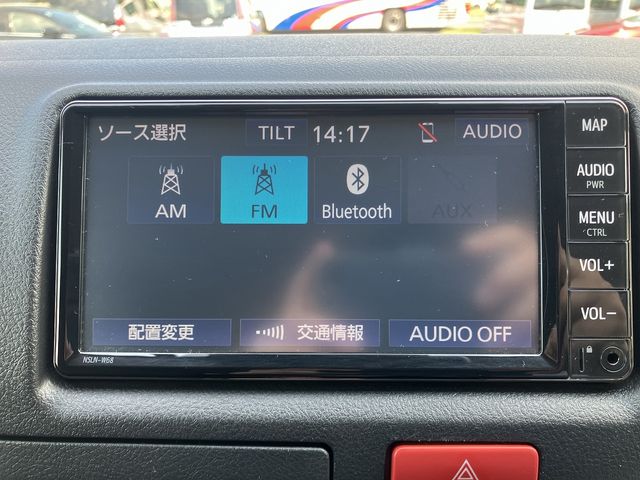 ソース選択
TILT
14:17
AUDIO
AM
FM
Bluetooth
AUX
配置変更
交通情報
AUDIO OFF
NSLN-W68
MAP
AUDIO
PWR
MENU
CTRL
VOL+
VOL−